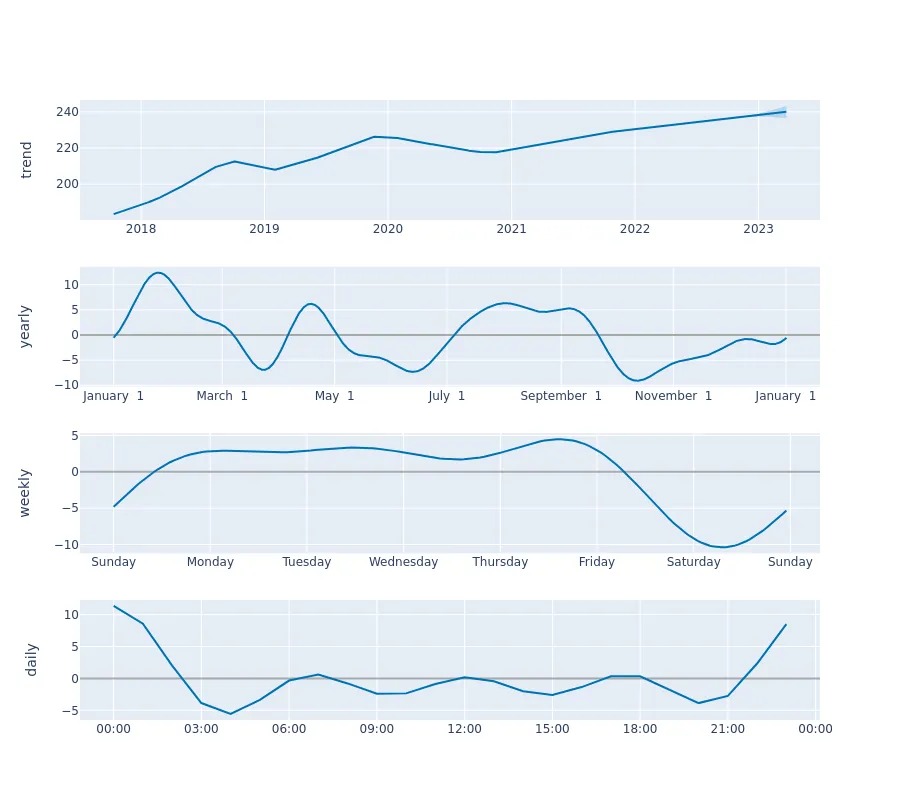 trend
240
220
200
2018 2019 2020 2021 2022 2023
yearly
10
5
0
−5
−10
January 1 March 1 May 1 July 1 September 1 November 1 January 1
weekly
5
0
−5
−10
Sunday Monday Tuesday Wednesday Thursday Friday Saturday Sunday
daily
10
5
0
−5
00:00 03:00 06:00 09:00 12:00 15:00 18:00 21:00 00:00